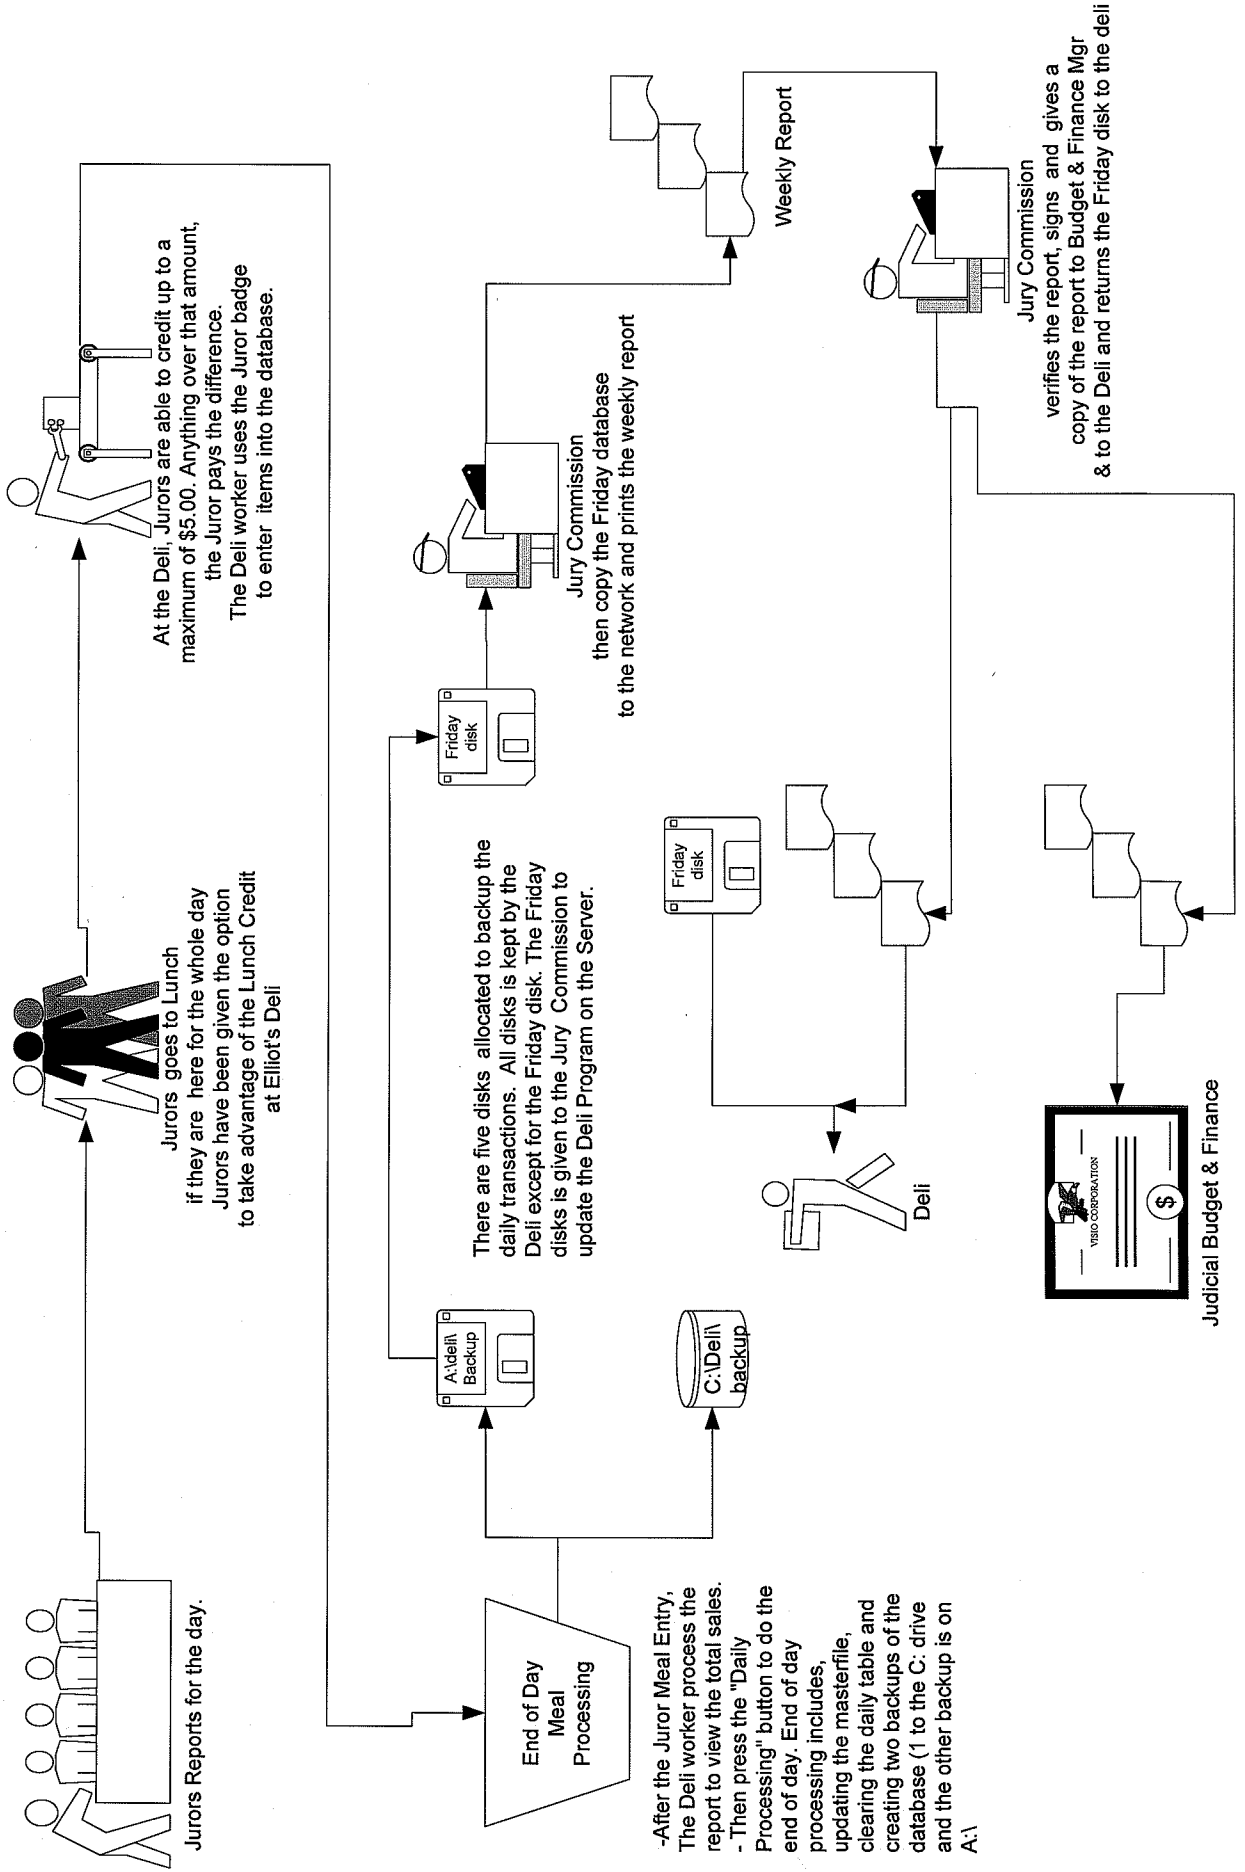 Jurors Reports for the day.
Jurors goes to Lunch
if they are here for the whole day
Jurors have been given the option
to take advantage of the Lunch Credit
at Elliot's Deli
At the Deli, Jurors are able to credit up to a
maximum of $5.00. Anything over that amount,
the Juror pays the difference.
The Deli worker uses the Juror badge
to enter items into the database.
End of Day
Meal
Processing
-After the Juror Meal Entry,
The Deli worker process the
report to view the total sales.
- Then press the "Daily
Processing" button to do the
end of day. End of day
processing includes,
updating the masterfile,
clearing the daily table and
creating two backups of the
database (1 to the C: drive
and the other backup is on
A:\
A:\deli\
Backup
C:\Deli\
backup
There are five disks allocated to backup the
daily transactions. All disks is kept by the
Deli except for the Friday disk. The Friday
disks is given to the Jury Commission to
update the Deli Program on the Server.
Friday
disk
Jury Commission
then copy the Friday database
to the network and prints the weekly report
Weekly Report
Jury Commission
verifies the report, signs and gives a
copy of the report to Budget & Finance Mgr
& to the Deli and returns the Friday disk to the deli
Friday
disk
Deli
VISIO CORPORATION
$
Judicial Budget & Finance